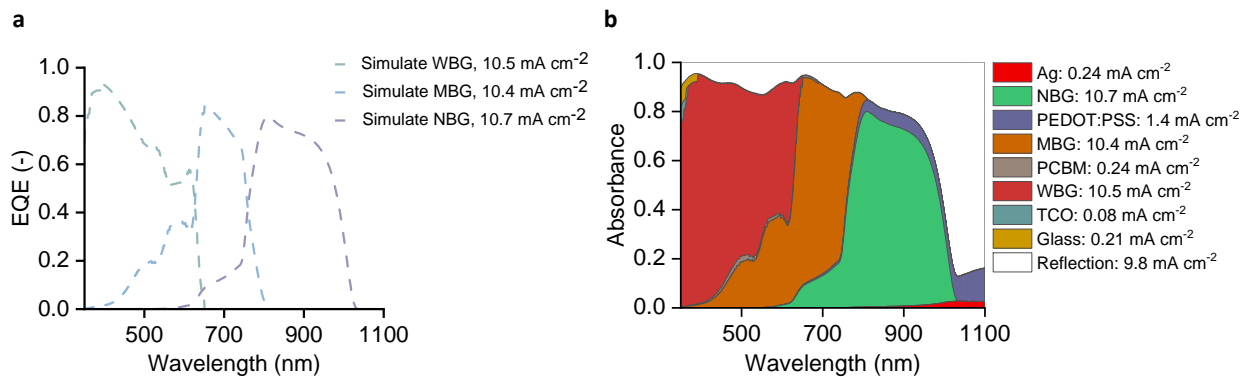 a
Simulate WBG, 10.5 mA cm-2
Simulate MBG, 10.4 mA cm-2
Simulate NBG, 10.7 mA cm-2
1.0
0.8
0.6
0.4
0.2
0.0
EQE (-)
500
700
900
1100
Wavelength (nm)
b
1.0
0.8
0.6
0.4
0.2
0.0
Absorbance
500
700
900
1100
Wavelength (nm)
Ag: 0.24 mA cm-2
NBG: 10.7 mA cm-2
PEDOT:PSS: 1.4 mA cm-2
MBG: 10.4 mA cm-2
PCBM: 0.24 mA cm-2
WBG: 10.5 mA cm-2
TCO: 0.08 mA cm-2
Glass: 0.21 mA cm-2
Reflection: 9.8 mA cm-2